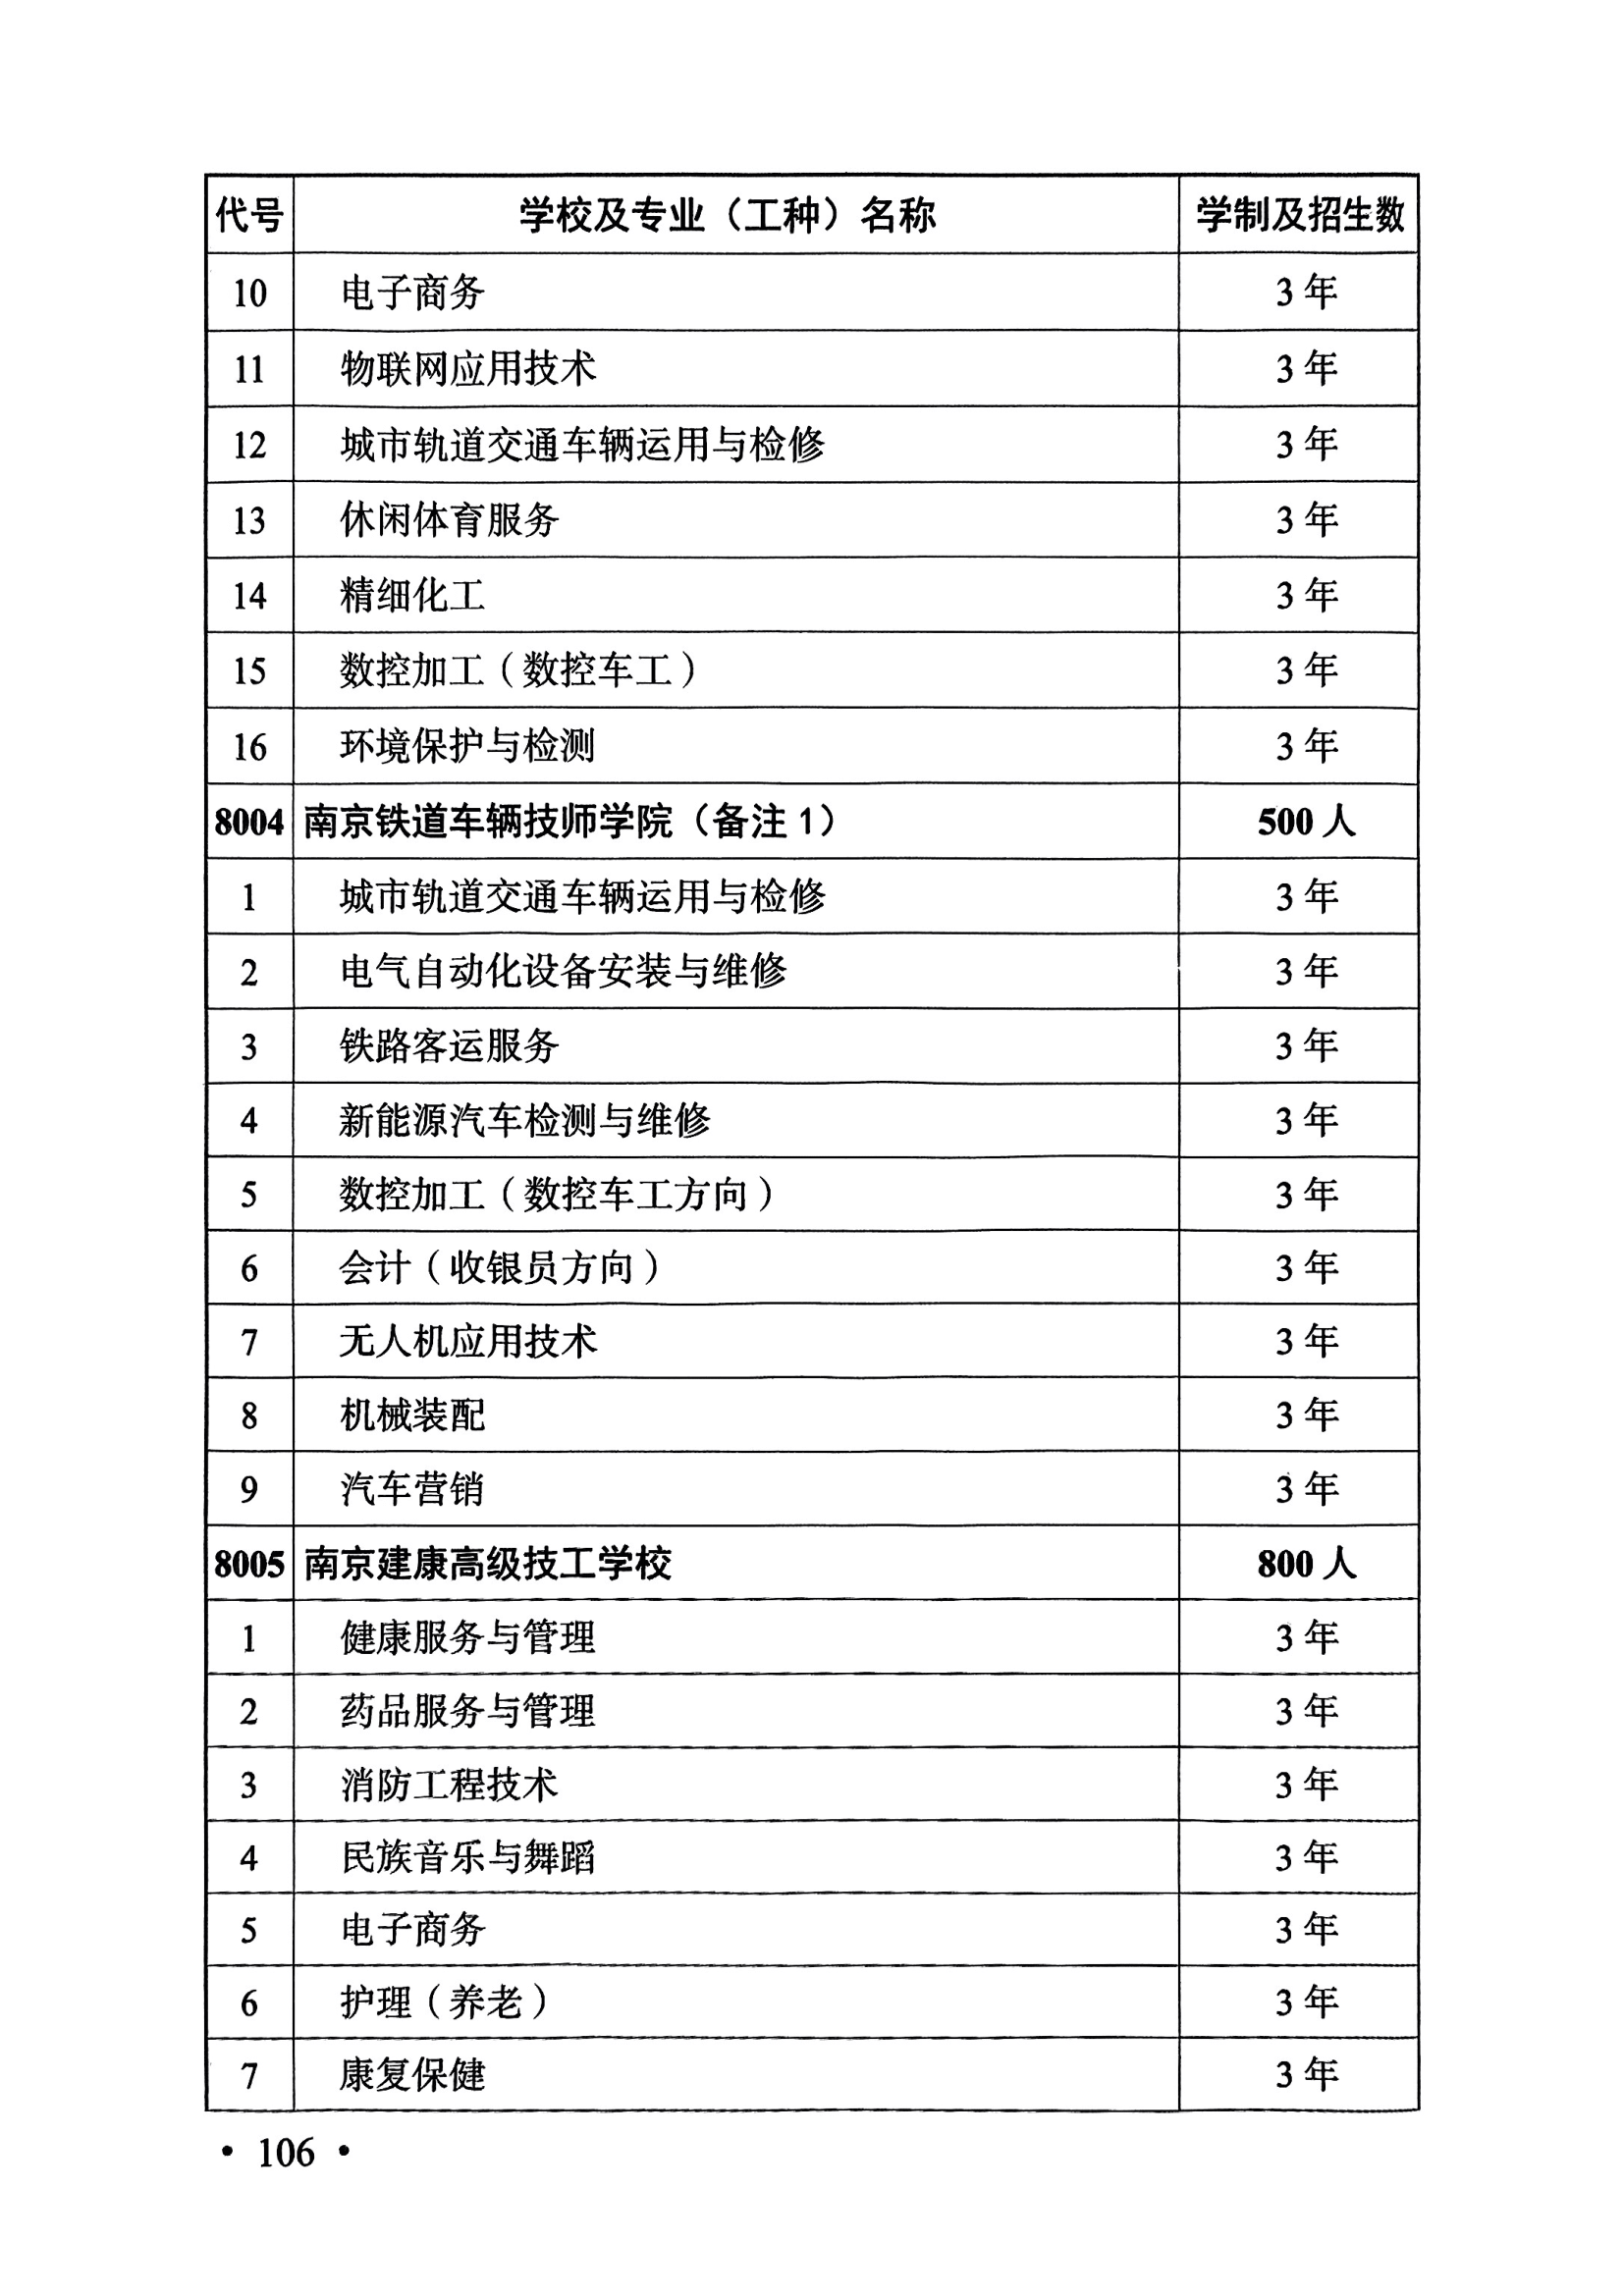 代号 学校及专业（工种）名称 学制及招生数
10 电子商务 3 年
11 物联网应用技术 3 年
12 城市轨道交通车辆运用与检修 3 年
13 休闲体育服务 3 年
14 精细化工 3 年
15 数控加工（数控车工） 3 年
16 环境保护与检测 3 年
8004 南京铁道车辆技师学院（备注 1） 500 人
1 城市轨道交通车辆运用与检修 3 年
2 电气自动化设备安装与维修 3 年
3 铁路客运服务 3 年
4 新能源汽车检测与维修 3 年
5 数控加工（数控车工方向） 3 年
6 会计（收银员方向） 3 年
7 无人机应用技术 3 年
8 机械装配 3 年
9 汽车营销 3 年
8005 南京建康高级技工学校 800 人
1 健康服务与管理 3 年
2 药品服务与管理 3 年
3 消防工程技术 3 年
4 民族音乐与舞蹈 3 年
5 电子商务 3 年
6 护理（养老） 3 年
7 康复保健 3 年
· 106 ·